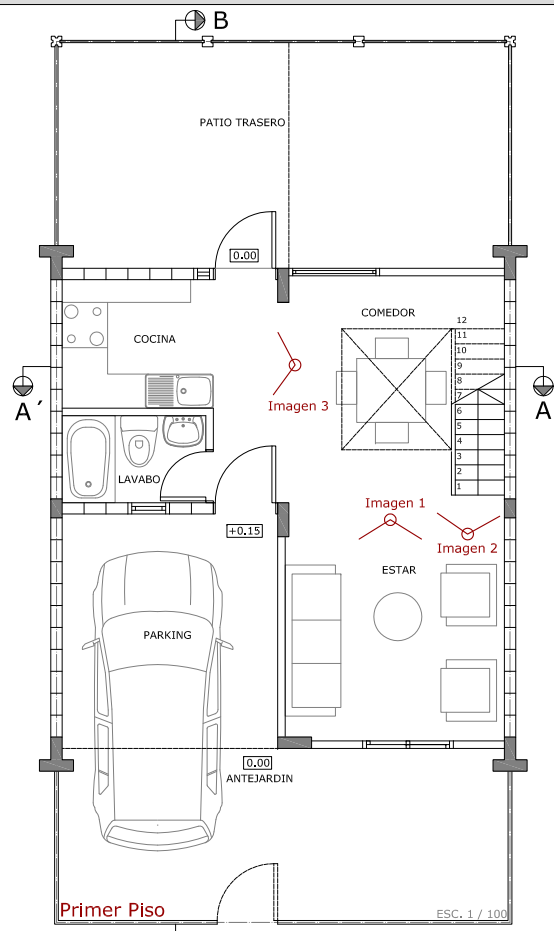 B
PATIO TRASERO
0.00
COMEDOR
COCINA
12
11
10
9
8
7
6
5
4
3
2
1
A´
A
Imagen 3
LAVABO
Imagen 1
+0.15
Imagen 2
ESTAR
PARKING
0.00
ANTEJARDIN
Primer Piso
ESC. 1 / 100